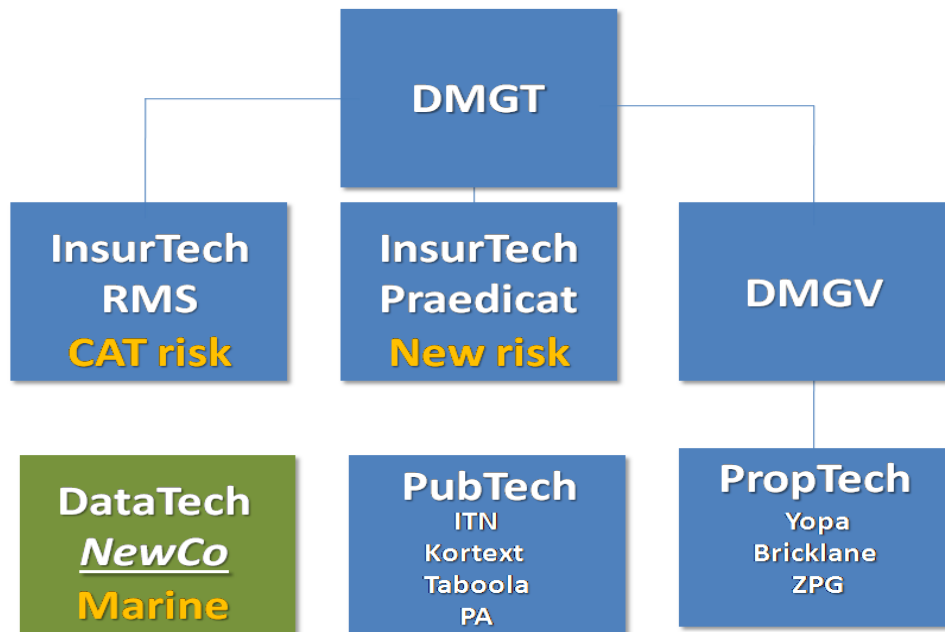 DMGT
InsurTech
RMS
CAT risk
InsurTech
Praedicat
New risk
DMGV
DataTech
NewCo
Marine
PubTech
ITN
Kortext
Taboola
PA
PropTech
Yopa
Bricklane
ZPG